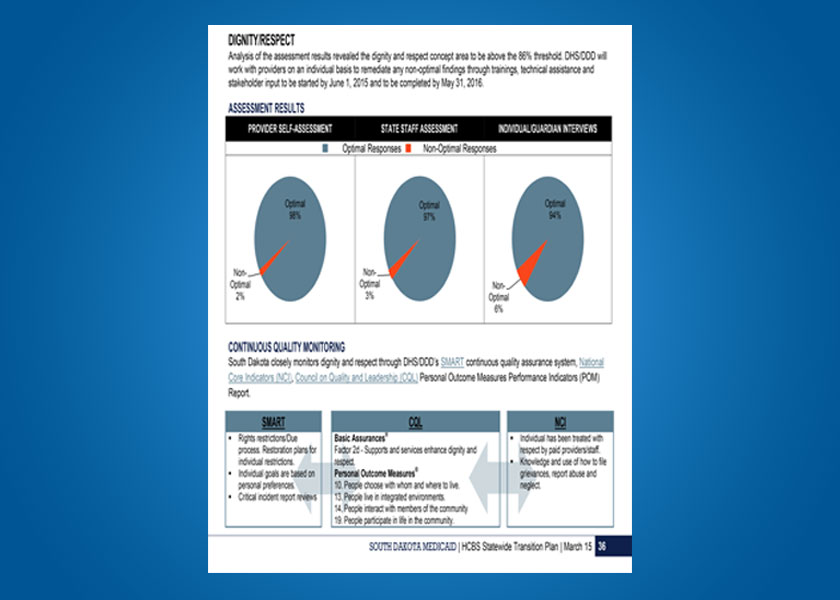 DIGNITY/RESPECT
Analysis of the assessment results revealed the dignity and respect concept area to be above the 86% threshold. DHS/DDD will
work with providers on an individual basis to remediate any non-optimal findings through trainings, technical assistance and
stakeholder input to be started by June 1, 2015 and to be completed by May 31, 2016.
ASSESSMENT RESULTS
PROVIDER SELF-ASSESSMENT STATE STAFF ASSESSMENT INDIVIDUAL/GUARDIAN INTERVIEWS
Optimal Responses Non-Optimal Responses
Optimal
98%
Non-
Optimal
2%
Optimal
97%
Non-
Optimal
3%
Optimal
94%
Non-
Optimal
6%
CONTINUOUS QUALITY MONITORING
South Dakota closely monitors dignity and respect through DHS/DDD's SMART continuous quality assurance system, National
Core Indicators (NCI), Council on Quality and Leadership (CQL) Personal Outcome Measures Performance Indicators (POM)
Report.
SMART
• Rights restrictions/Due
process. Restoration plans for
individual restrictions.
• Individual goals are based on
personal preferences.
• Critical incident report reviews
CQL
Basic Assurances®
Factor 2d - Supports and services enhance dignity and
respect.
Personal Outcome Measures®
10. People choose with whom and where to live.
13. People live in integrated environments.
14. People interact with members of the community
19. People participate in life in the community.
NCI
• Individual has been treated with
respect by paid providers/staff.
• Knowledge and use of how to file
grievances, report abuse and
neglect.
SOUTH DAKOTA MEDICAID | HCBS Statewide Transition Plan | March 15 36